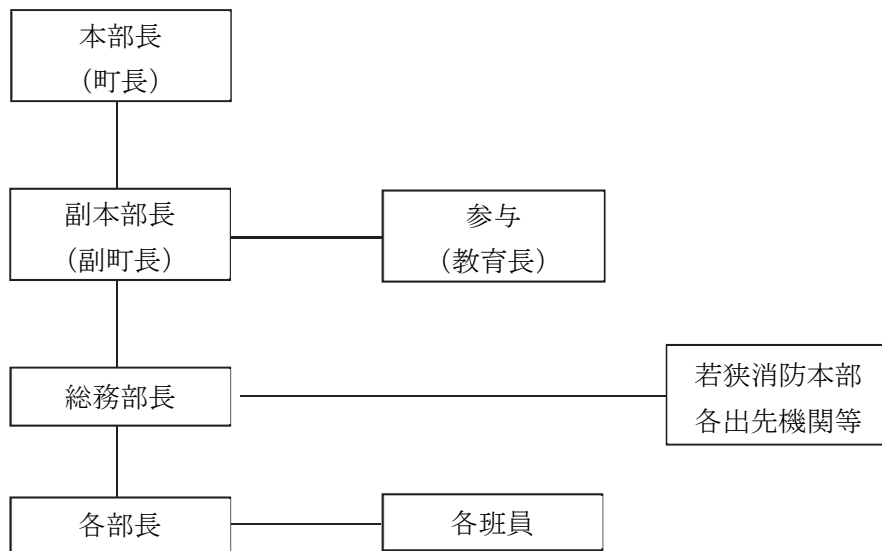 本部長
（町長）
副本部長
（副町長）
参与
（教育長）
総務部長
若狭消防本部
各出先機関等
各部長
各班員